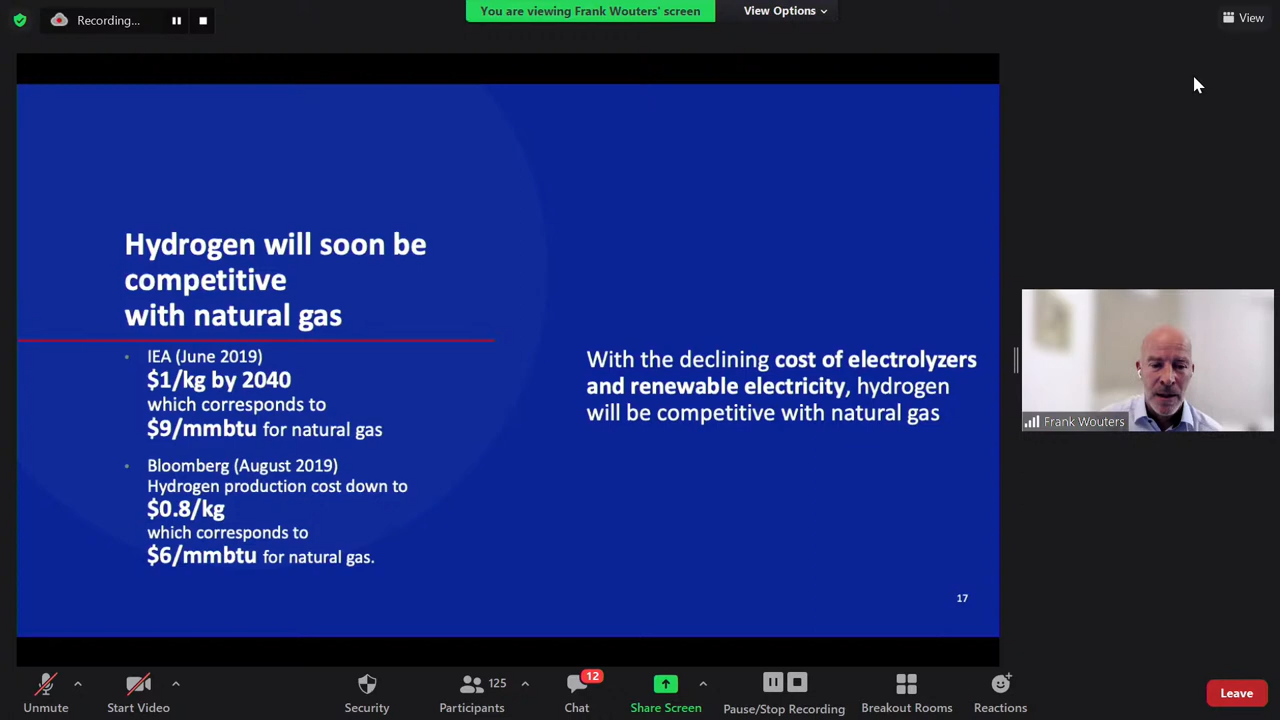 Recording...
You are viewing Frank Wouters' screen
View Options
View
Hydrogen will soon be
competitive
with natural gas
• IEA (June 2019)
$1/kg by 2040
which corresponds to
$9/mmbtu for natural gas
• Bloomberg (August 2019)
Hydrogen production cost down to
$0.8/kg
which corresponds to
$6/mmbtu for natural gas.
With the declining cost of electrolyzers
and renewable electricity, hydrogen
will be competitive with natural gas
17
Frank Wouters
Unmute
Start Video
Security
125
Participants
12
Chat
Share Screen
Pause/Stop Recording
Breakout Rooms
Reactions
Leave